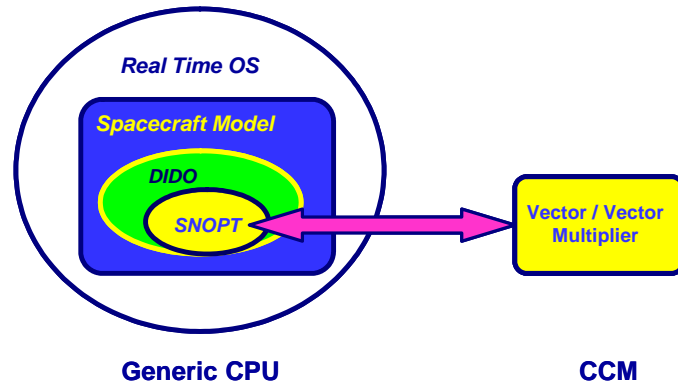 Real Time OS
Spacecraft Model
DIDO
SNOPT
Vector / Vector
Multiplier
Generic CPU
CCM